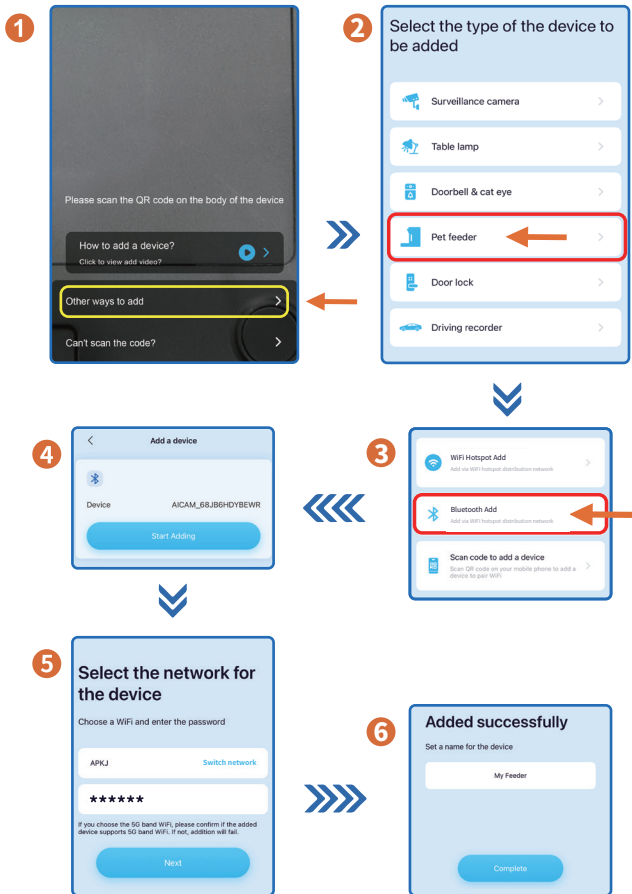 1
Please scan the QR code on the body of the device
How to add a device?
Click to view add video?
Other ways to add
Can't scan the code?
2
Select the type of the device to
be added
Surveillance camera
Table lamp
Doorbell & cat eye
Pet feeder
Door lock
Driving recorder
3
WiFi Hotspot Add
Add via WiFi hotspot distribution network
Bluetooth Add
Add via WiFi hotspot distribution network
Scan code to add a device
Scan QR code on your mobile phone to add a
device to pair WiFi
4
Add a device
Device AICAM_68JB6HDYBEWR
Start Adding
5
Select the network for
the device
Choose a WiFi and enter the password
APKJ Switch network
******
If you choose the 5G band WiFi, please confirm if the added
device supports 5G band WiFi. If not, addition will fail.
Next
6
Added successfully
Set a name for the device
My Feeder
Complete